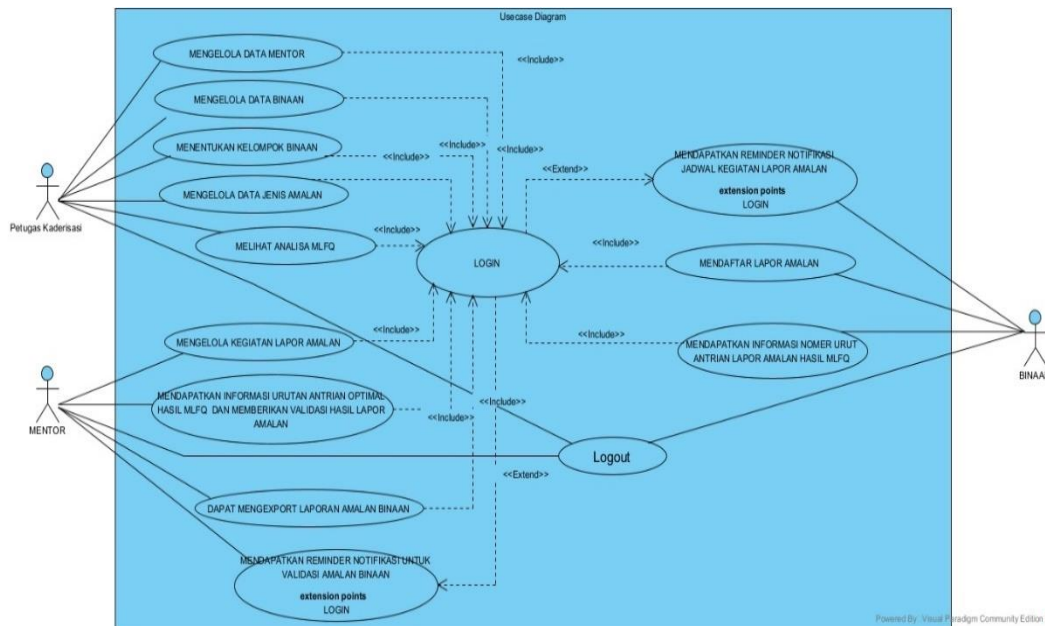 Usecase Diagram
MENGELOLA DATA MENTOR
<<Include>>
MENGELOLA DATA BINAAN
MENENTUKAN KELOMPOK BINAAN
<<Include>>
<<Include>>
<<Include>>
MENGELOLA DATA JENIS AMALAN
<<Extend>>
MENDAPATKAN REMINDER NOTIFIKASI
JADWAL KEGIATAN LAPOR AMALAN
extension points
LOGIN
Petugas Kaderisasi
MELIHAT ANALISA MLFQ
<<Include>>
LOGIN
<<Include>>
MENDAFTAR LAPOR AMALAN
MENGELOLA KEGIATAN LAPOR AMALAN
<<Include>>
<<Include>>
MENDAPATKAN INFORMASI NOMER URUT
ANTRIAN LAPOR AMALAN HASIL MLFQ
BINAAN
MENTOR
MENDAPATKAN INFORMASI URUTAN ANTRIAN OPTIMAL
HASIL MLFQ DAN MEMBERIKAN VALIDASI HASIL LAPOR
AMALAN
<<Include>>
<<Include>>
Logout
<<Extend>>
DAPAT MENGEXPORT LAPORAN AMALAN BINAAN
MENDAPATKAN REMINDER NOTIFIKASI UNTUK
VALIDASI AMALAN BINAAN
extension points
LOGIN
Powered By Visual Paradigm Community Edition